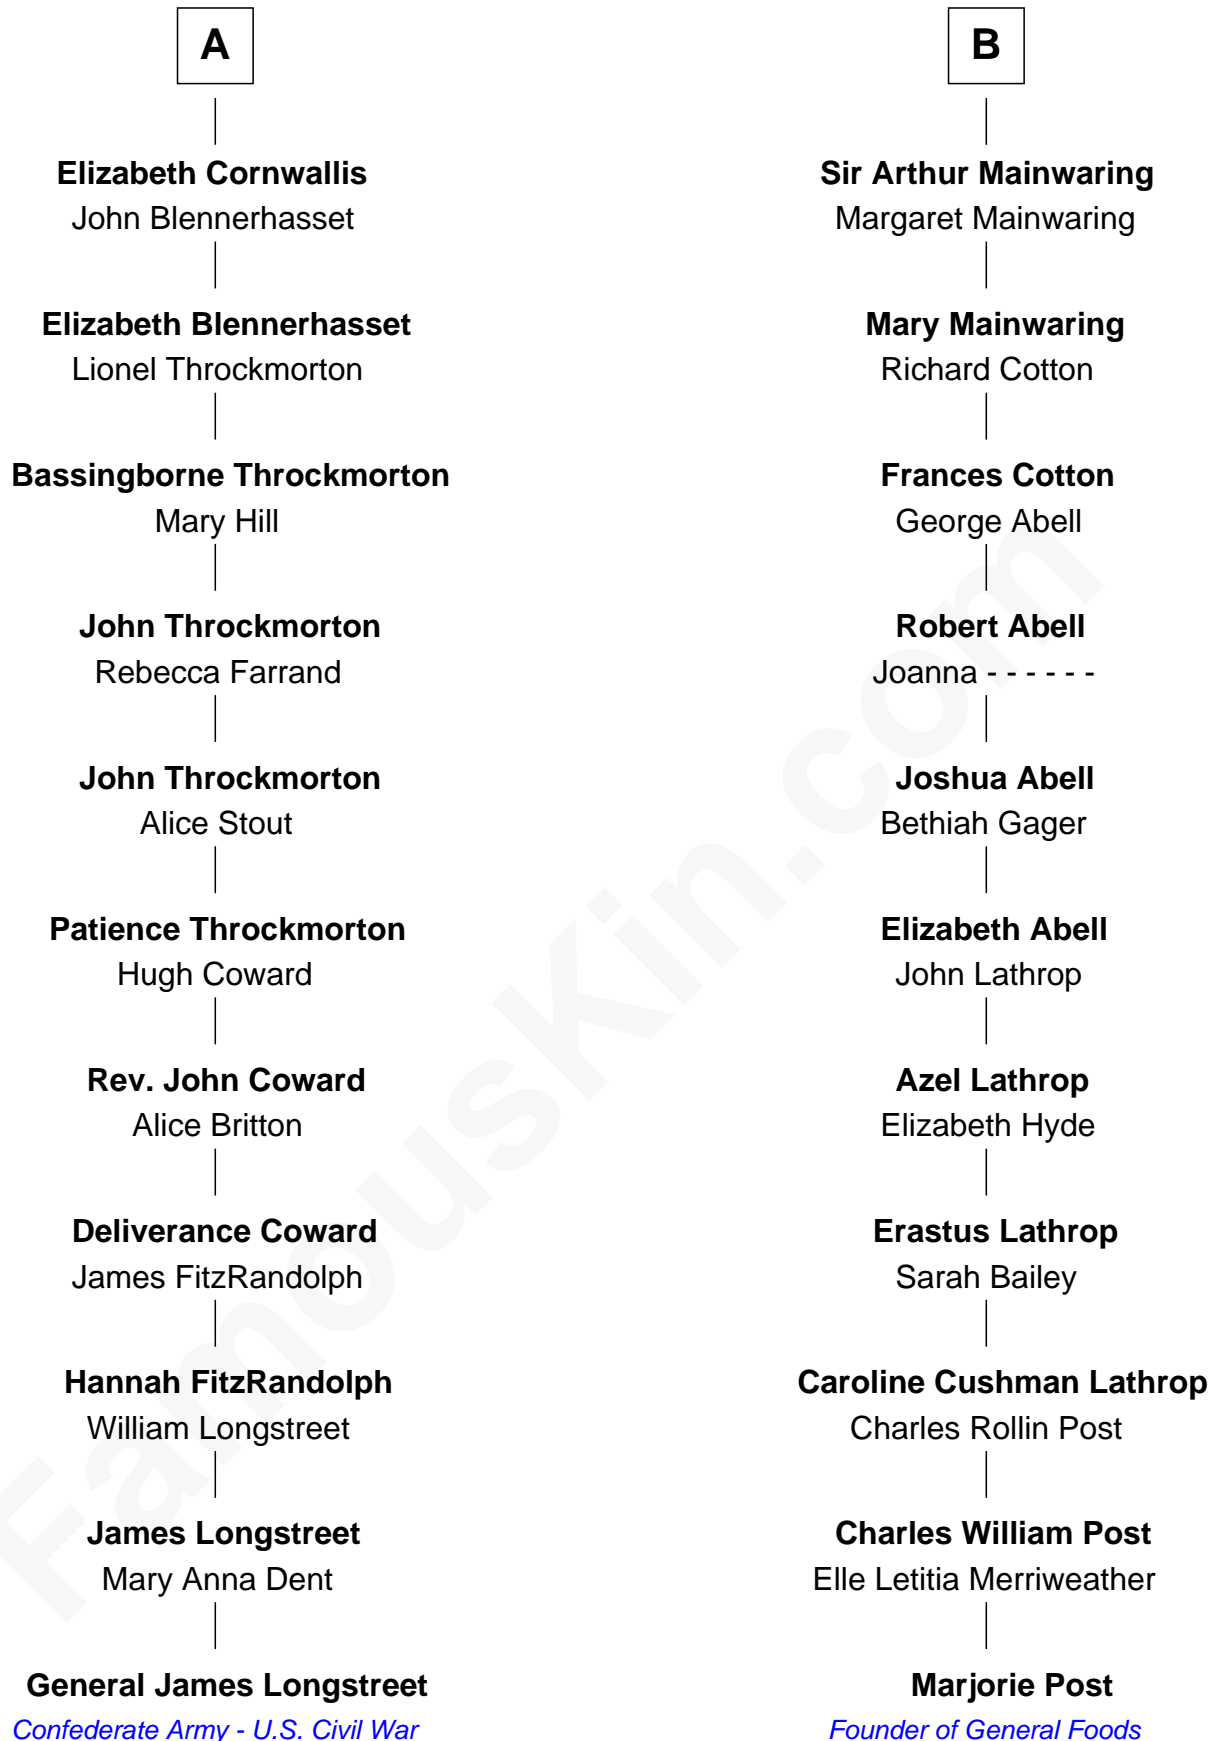 A
Elizabeth Cornwallis
John Blennerhasset
Elizabeth Blennerhasset
Lionel Throckmorton
Bassingborne Throckmorton
Mary Hill
John Throckmorton
Rebecca Farrand
John Throckmorton
Alice Stout
Patience Throckmorton
Hugh Coward
Rev. John Coward
Alice Britton
Deliverance Coward
James FitzRandolph
Hannah FitzRandolph
William Longstreet
James Longstreet
Mary Anna Dent
General James Longstreet
Confederate Army - U.S. Civil War
B
Sir Arthur Mainwaring
Margaret Mainwaring
Mary Mainwaring
Richard Cotton
Frances Cotton
George Abell
Robert Abell
Joanna - - - - - -
Joshua Abell
Bethiah Gager
Elizabeth Abell
John Lathrop
Azel Lathrop
Elizabeth Hyde
Erastus Lathrop
Sarah Bailey
Caroline Cushman Lathrop
Charles Rollin Post
Charles William Post
Elle Letitia Merriweather
Marjorie Post
Founder of General Foods
FamousKin.com